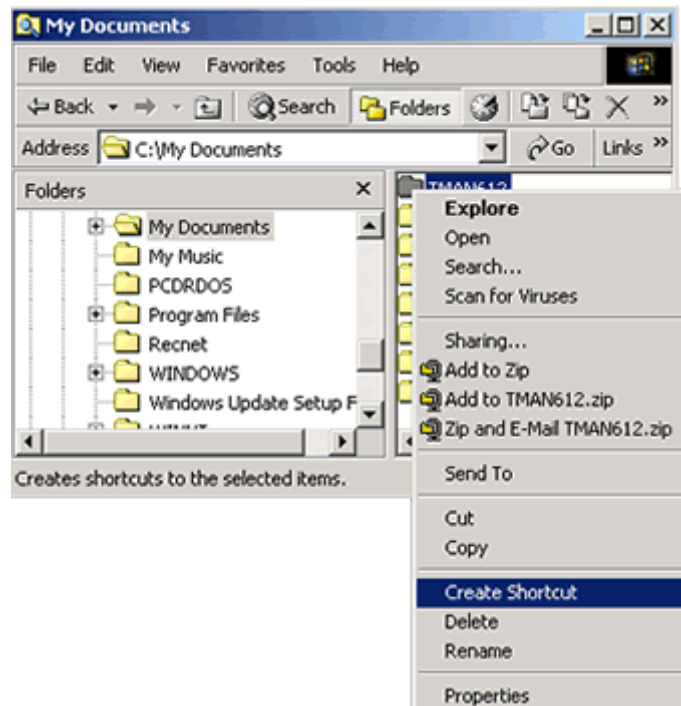 My Documents
File Edit View Favorites Tools Help
Back Search Folders »
Address C:\My Documents Go Links »
Folders
My Documents
My Music
PCDRDOS
Program Files
Recnet
WINDOWS
Windows Update Setup F
TMAN612
Explore
Open
Search...
Scan for Viruses
Sharing...
Add to Zip
Add to TMAN612.zip
Zip and E-Mail TMAN612.zip
Send To
Cut
Copy
Create Shortcut
Delete
Rename
Properties
Creates shortcuts to the selected items.